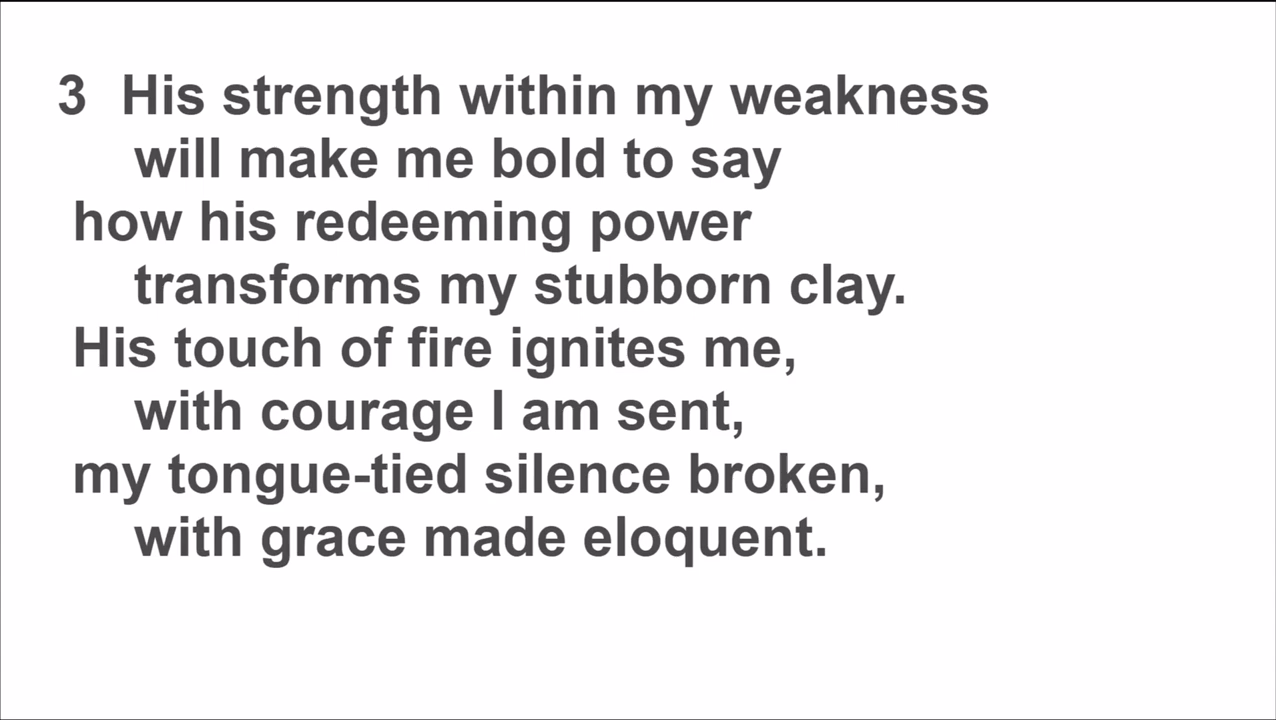 3 His strength within my weakness
will make me bold to say
how his redeeming power
transforms my stubborn clay.
His touch of fire ignites me,
with courage I am sent,
my tongue-tied silence broken,
with grace made eloquent.